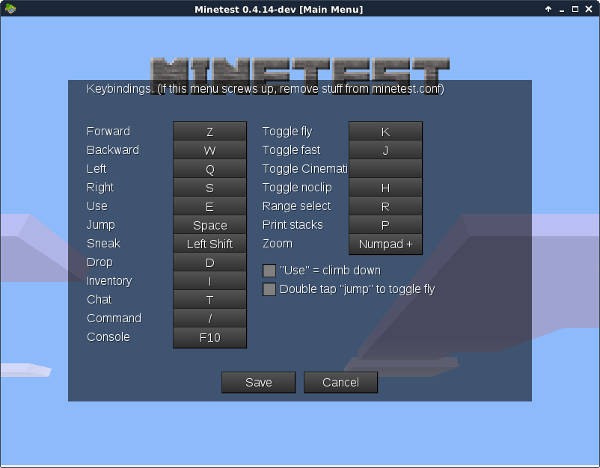 Minetest 0.4.14-dev [Main Menu]
MINETEST
Keybindings. (If this menu screws up, remove stuff from minetest.conf)
Forward Z Toggle fly K
Backward W Toggle fast J
Left Q Toggle Cinemati
Right S Toggle noclip H
Use E Range select R
Jump Space Print stacks P
Sneak Left Shift Zoom Numpad +
Drop D "Use" = climb down
Inventory I Double tap "jump" to toggle fly
Chat T
Command /
Console F10
Save Cancel